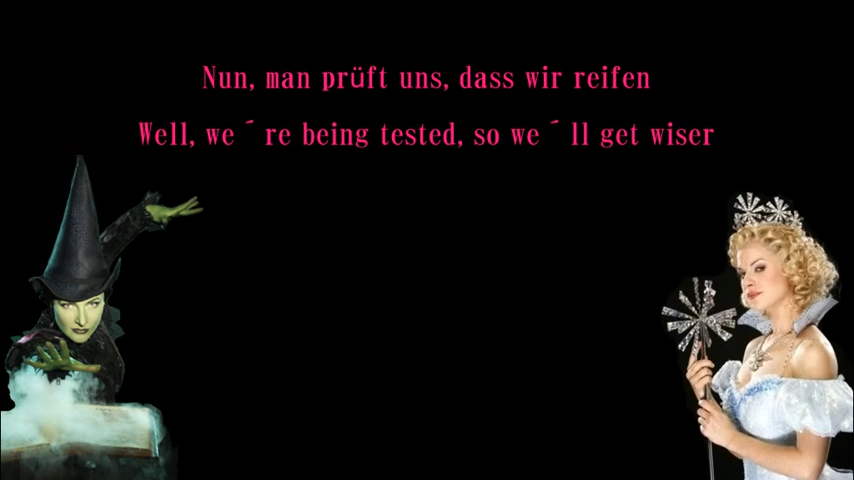 Nun, man prüft uns, dass wir reifen
Well, we´re being tested, so we´ll get wiser